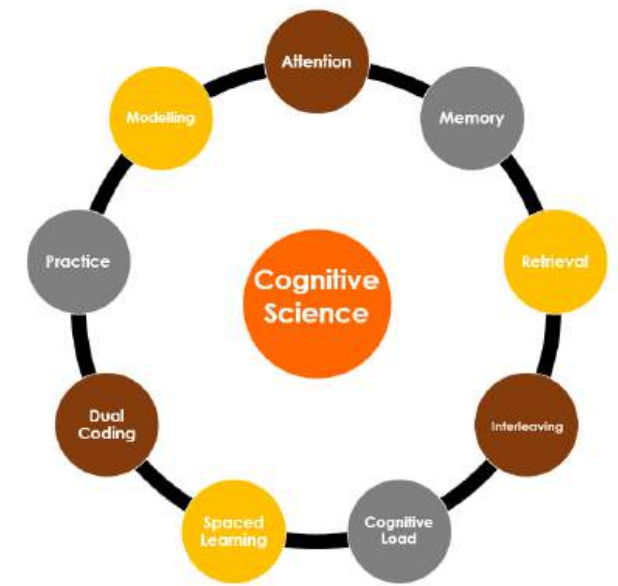 Attention
Memory
Retrieval
Interleaving
Cognitive
Load
Spaced
Learning
Dual
Coding
Practice
Modelling
Cognitive
Science